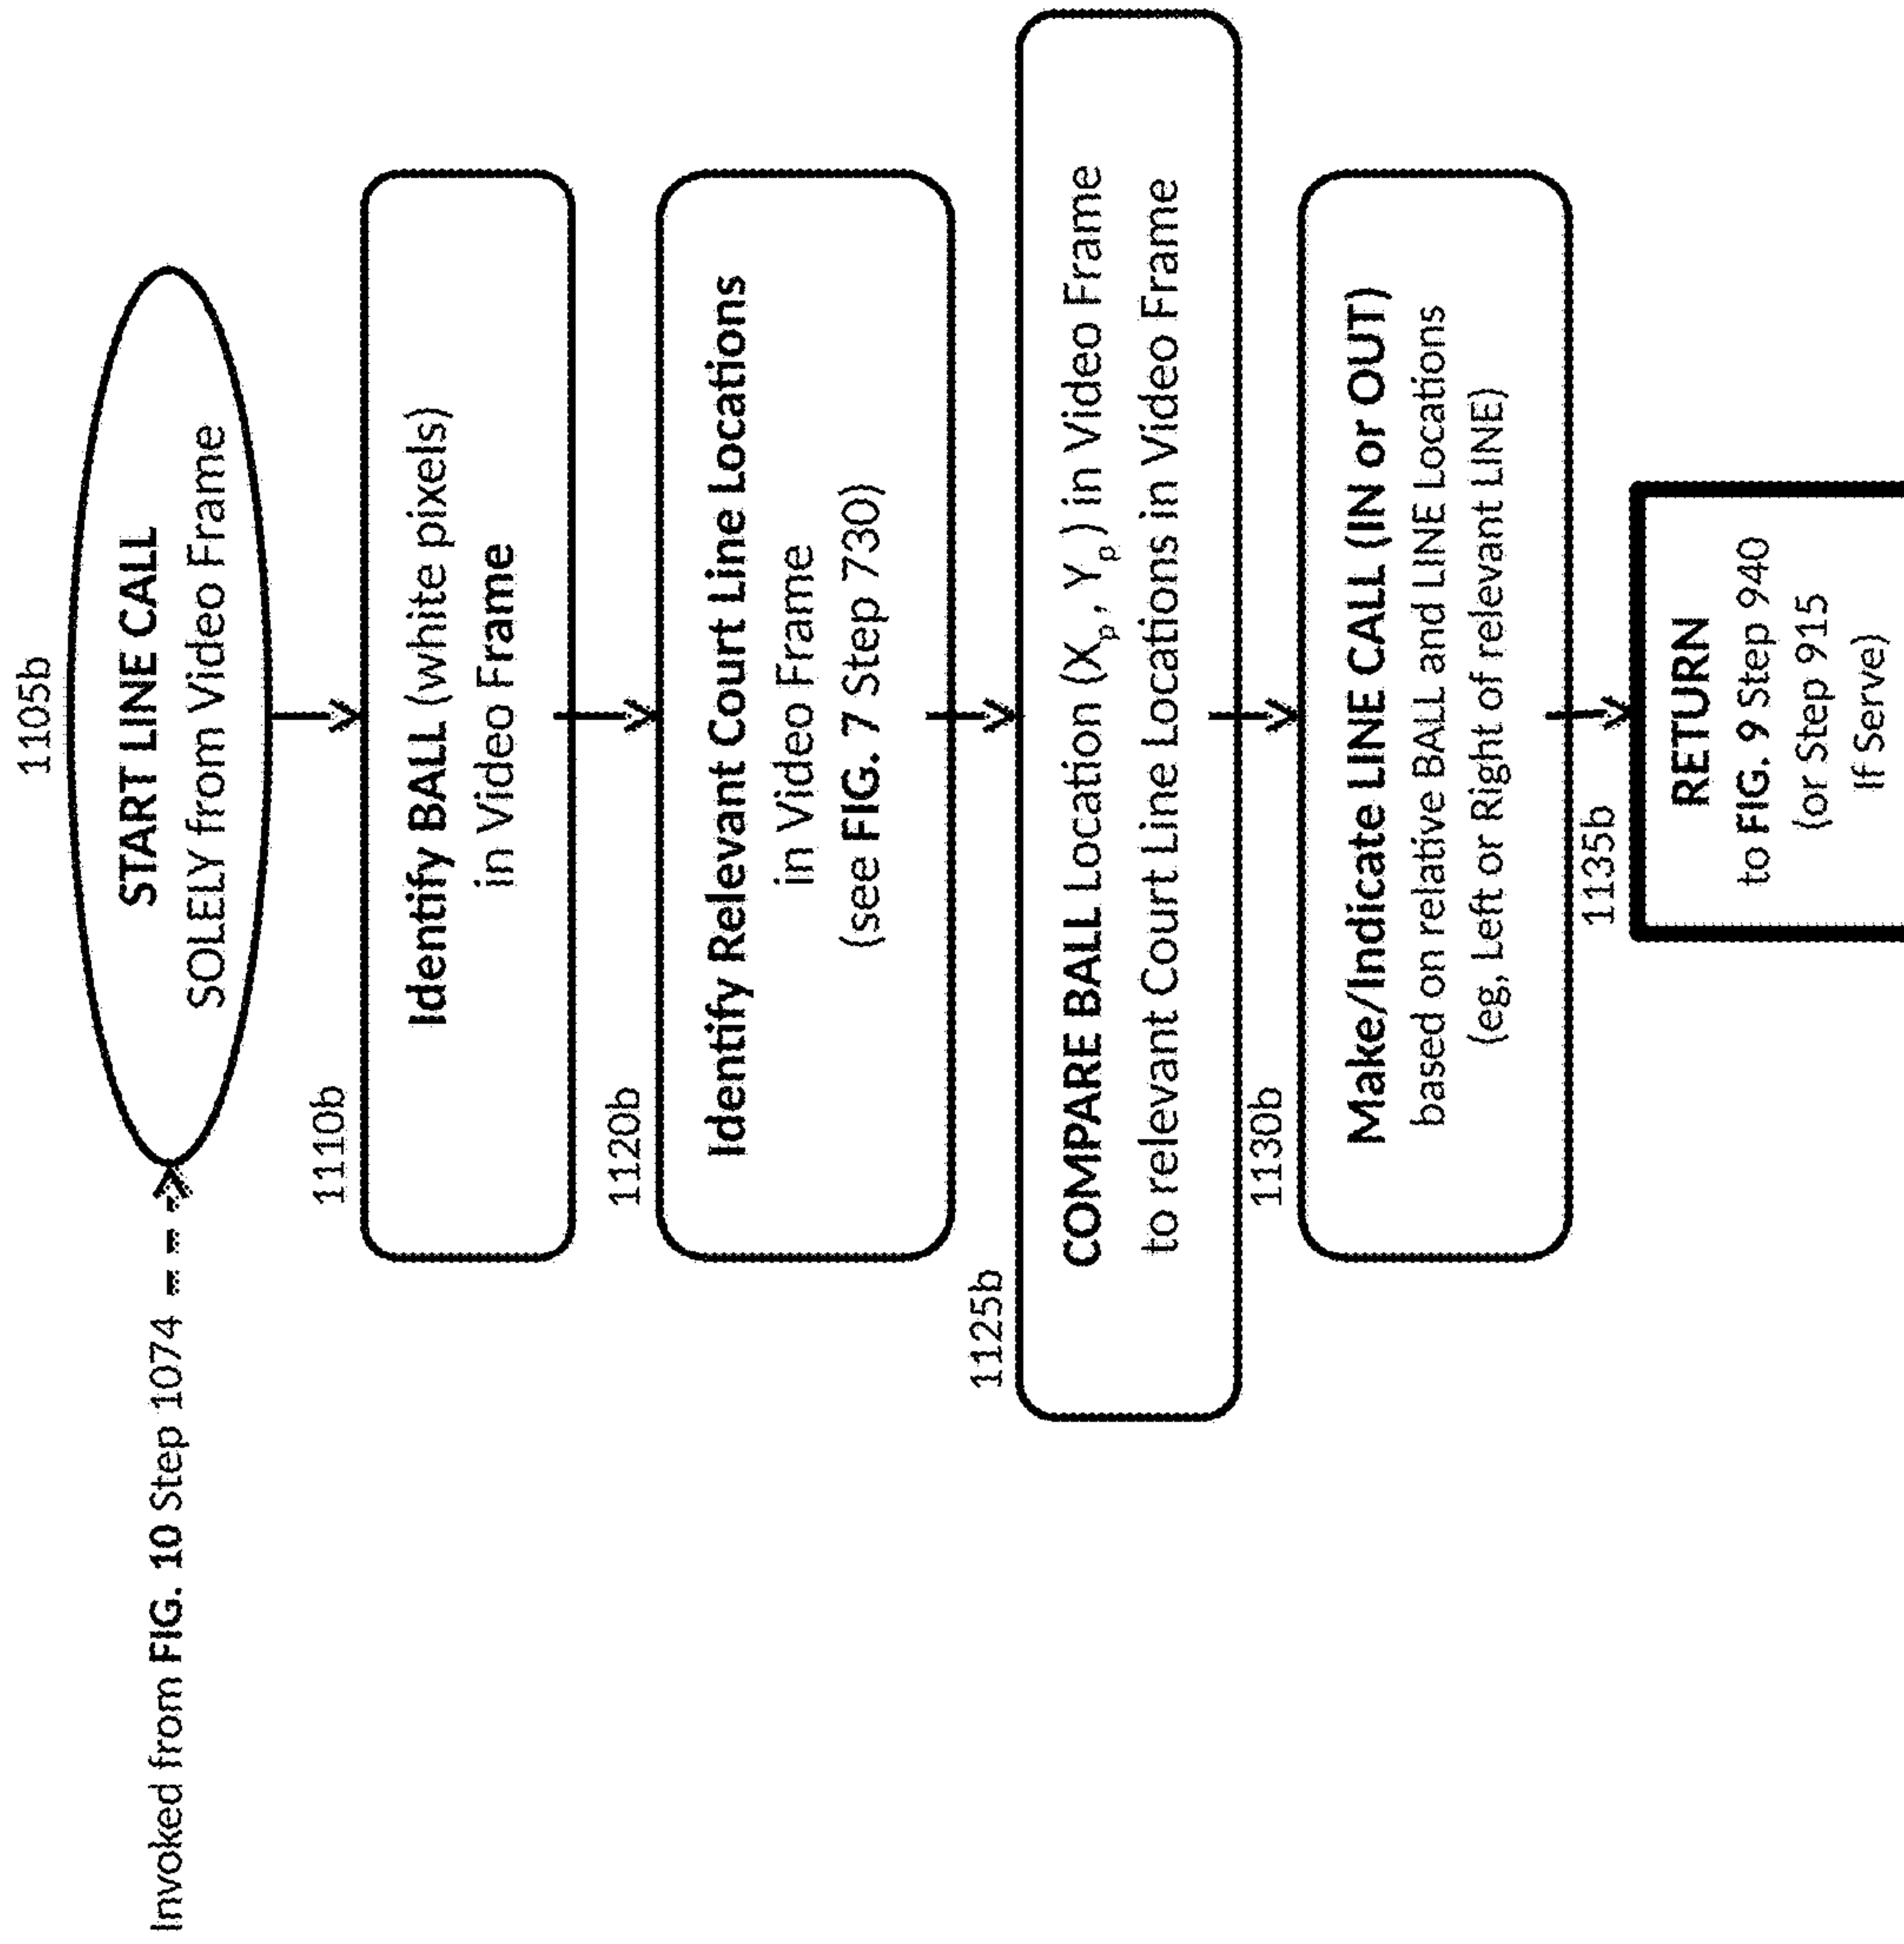 1105b
Invoked from FIG. 10 Step 1074
START LINE CALL
SOLELY from Video Frame
1110b
Identify BALL (white pixels)
in Video Frame
1120b
Identify Relevant Court Line Locations
in Video Frame
(see FIG. 7 Step 730)
1125b
COMPARE BALL Location (Xp, Yp) in Video Frame
to relevant Court Line Locations in Video Frame
1130b
Make/Indicate LINE CALL (IN or OUT)
based on relative BALL and LINE Locations
(eg, Left or Right of relevant LINE)
1135b
RETURN
to FIG. 9 Step 940
(or Step 915
If Serve)